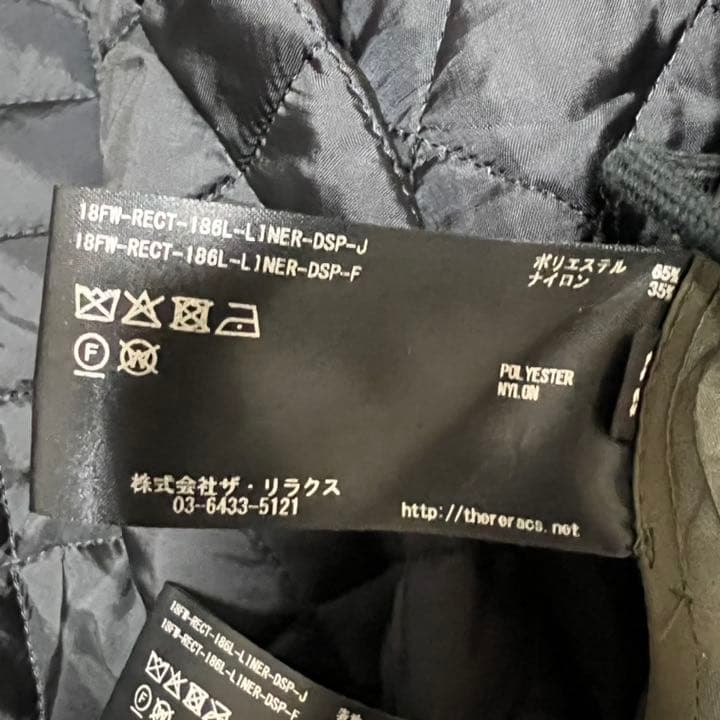 18FW-RECT-186L-LINER-DSP-J
18FW-RECT-186L-LINER-DSP-F
ポリエステル 65%
ナイロン 35%
F
W
POLYESTER
NYLON
株式会社ザ・リラクス
03-6433-5121
http://thereracs.net
18FW-RECT-186L-LINER-DSP-J
18FW-RECT-186L-LINER-DSP-F
F